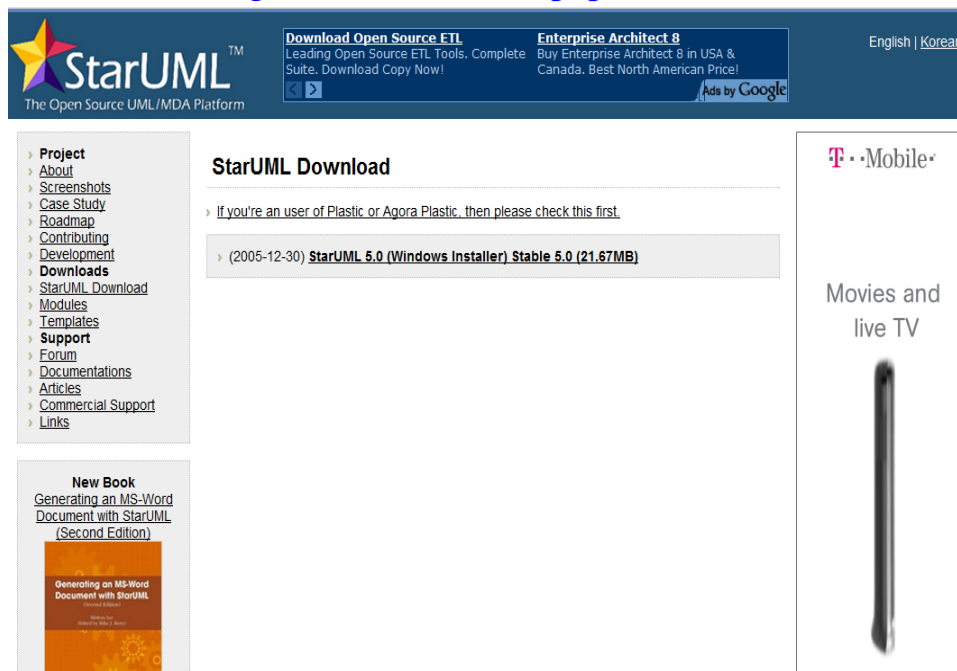 StarUML™
The Open Source UML/MDA Platform
Download Open Source ETL
Leading Open Source ETL Tools. Complete
Suite. Download Copy Now!
Enterprise Architect 8
Buy Enterprise Architect 8 in USA &
Canada. Best North American Price!
Ads by Google
English | Korean
Project
About
Screenshots
Case Study
Roadmap
Contributing
Development
Downloads
StarUML Download
Modules
Templates
Support
Forum
Documentations
Articles
Commercial Support
Links
New Book
Generating an MS-Word
Document with StarUML
(Second Edition)
Generating an MS-Word
Document with StarUML
(Second Edition)
StarUML Download
If you're an user of Plastic or Agora Plastic, then please check this first.
(2005-12-30) StarUML 5.0 (Windows Installer) Stable 5.0 (21.67MB)
T··Mobile·
Movies and
live TV